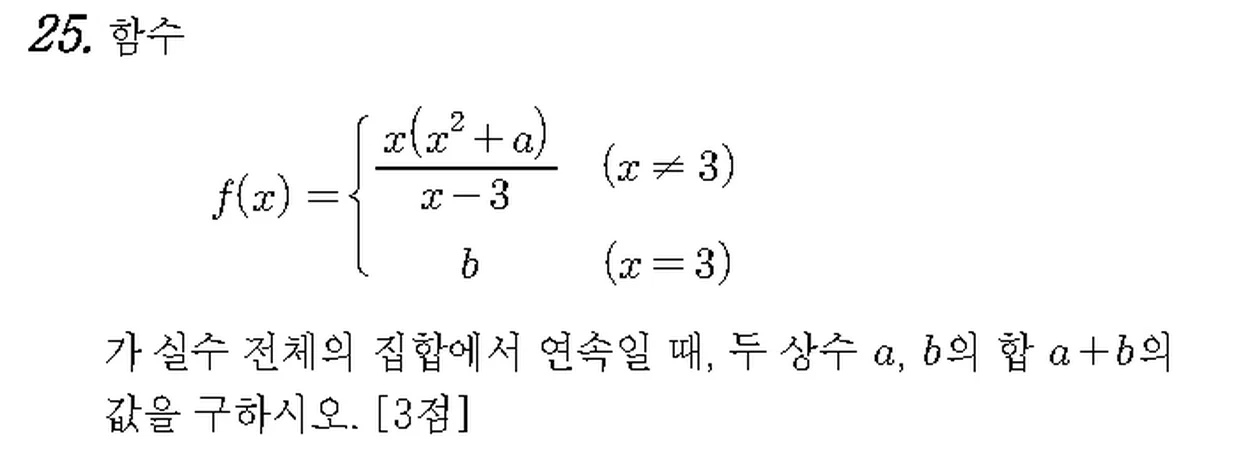 25. 함수
f(x) = { x(x² + a) / (x − 3) (x ≠ 3)
b (x = 3)
가 실수 전체의 집합에서 연속일 때, 두 상수 a, b의 합 a+b의
값을 구하시오. [3점]